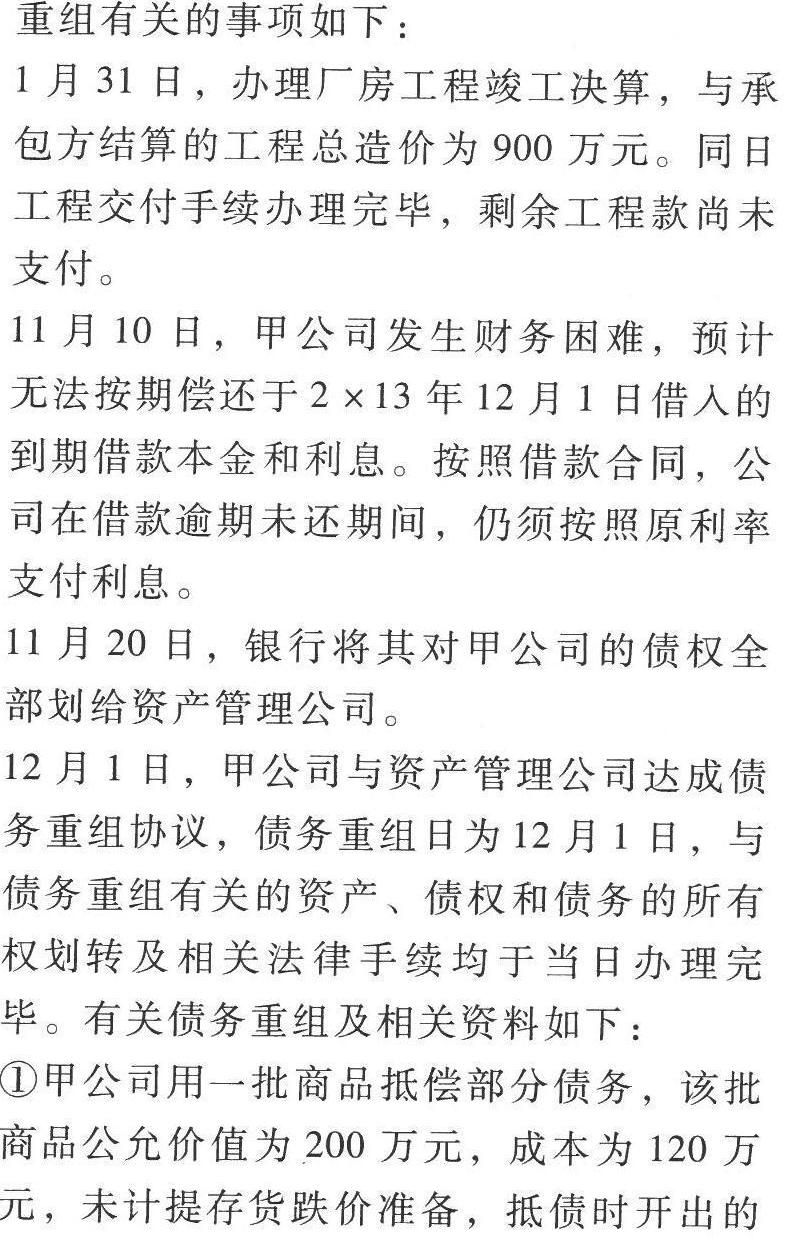 重组有关的事项如下：
1 月 31 日，办理厂房工程竣工决算，与承
包方结算的工程总造价为 900 万元。同日
工程交付手续办理完毕，剩余工程款尚未
支付。
11 月 10 日，甲公司发生财务困难，预计
无法按期偿还于 2×13 年 12 月 1 日借入的
到期借款本金和利息。按照借款合同，公
司在借款逾期未还期间，仍须按照原利率
支付利息。
11 月 20 日，银行将其对甲公司的债权全
部划给资产管理公司。
12 月 1 日，甲公司与资产管理公司达成债
务重组协议，债务重组日为 12 月 1 日，与
债务重组有关的资产、债权和债务的所有
权划转及相关法律手续均于当日办理完
毕。有关债务重组及相关资料如下：
①甲公司用一批商品抵偿部分债务，该批
商品公允价值为 200 万元，成本为 120 万
元，未计提存货跌价准备，抵债时开出的